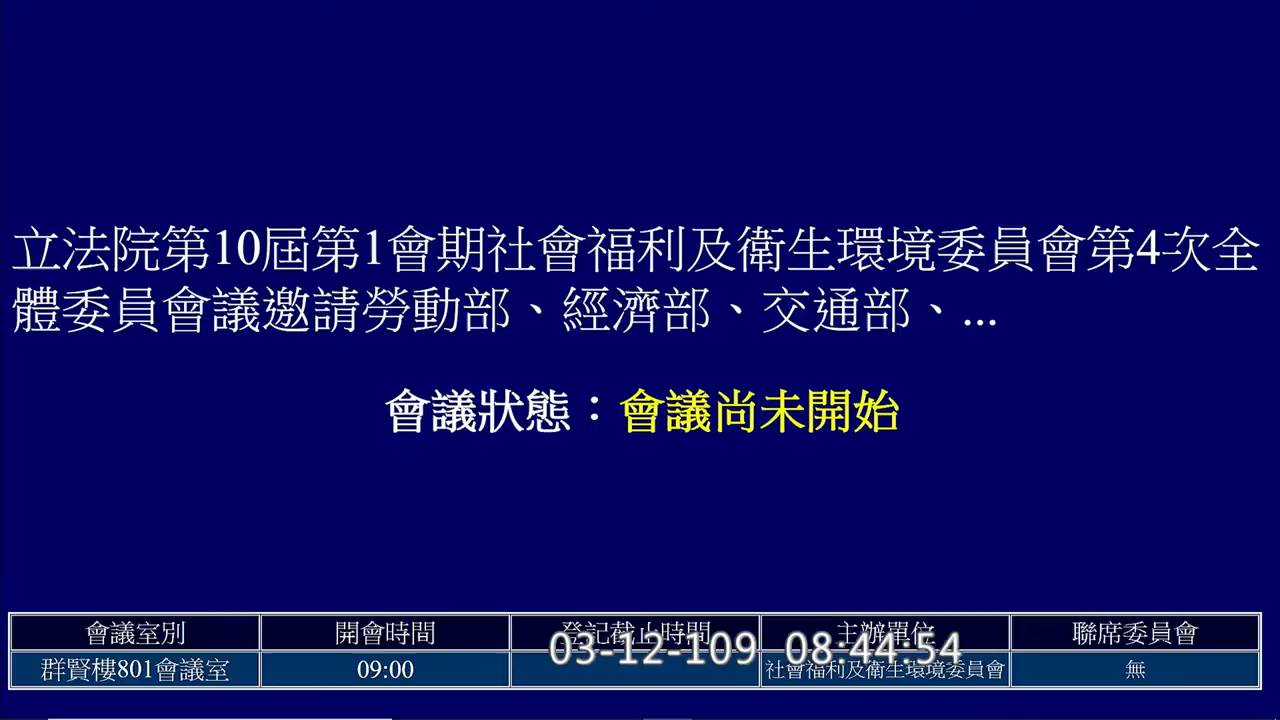 立法院第10屆第1會期社會福利及衛生環境委員會第4次全
體委員會議邀請勞動部、經濟部、交通部、...
會議狀態：會議尚未開始
會議室別 開會時間 登記截止時間 主辦單位 聯席委員會
03-12-109 08:44:54
群賢樓801會議室 09:00 社會福利及衛生環境委員會 無